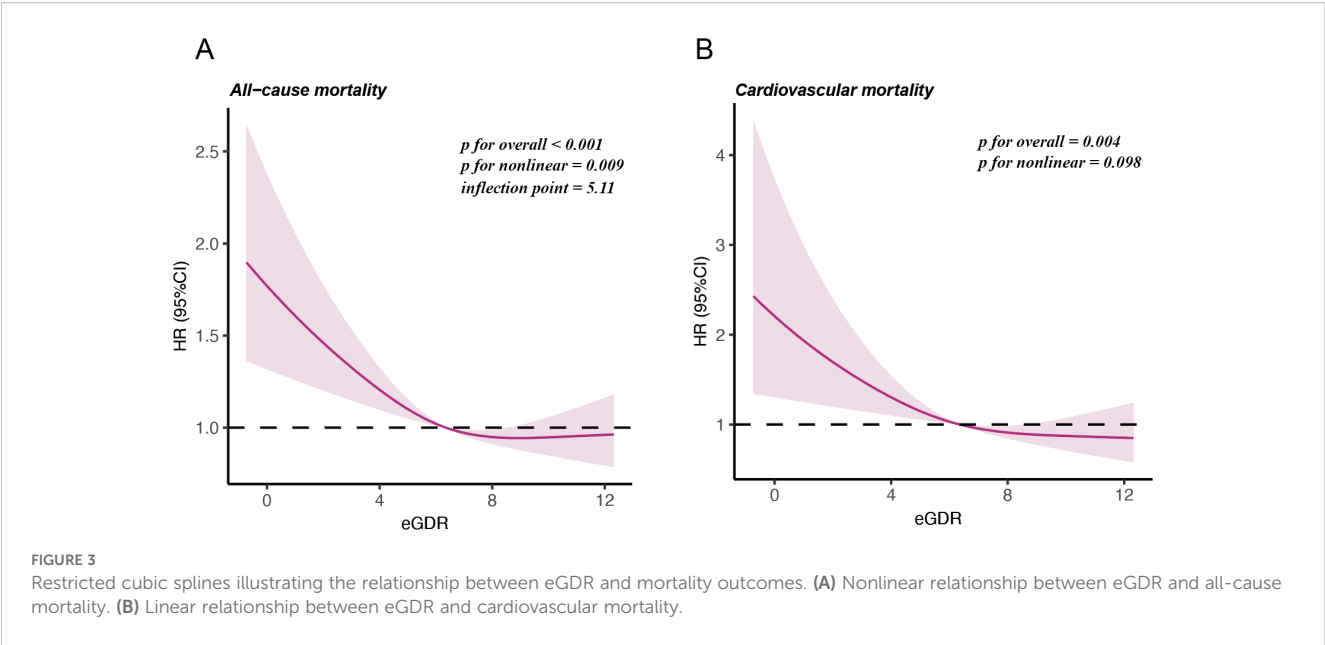 A
All−cause mortality
p for overall < 0.001
p for nonlinear = 0.009
inflection point = 5.11
HR (95%CI)
2.5
2.0
1.5
1.0
0 4 8 12
eGDR
B
Cardiovascular mortality
p for overall = 0.004
p for nonlinear = 0.098
HR (95%CI)
4
3
2
1
0 4 8 12
eGDR
FIGURE 3
Restricted cubic splines illustrating the relationship between eGDR and mortality outcomes. (A) Nonlinear relationship between eGDR and all-cause
mortality. (B) Linear relationship between eGDR and cardiovascular mortality.